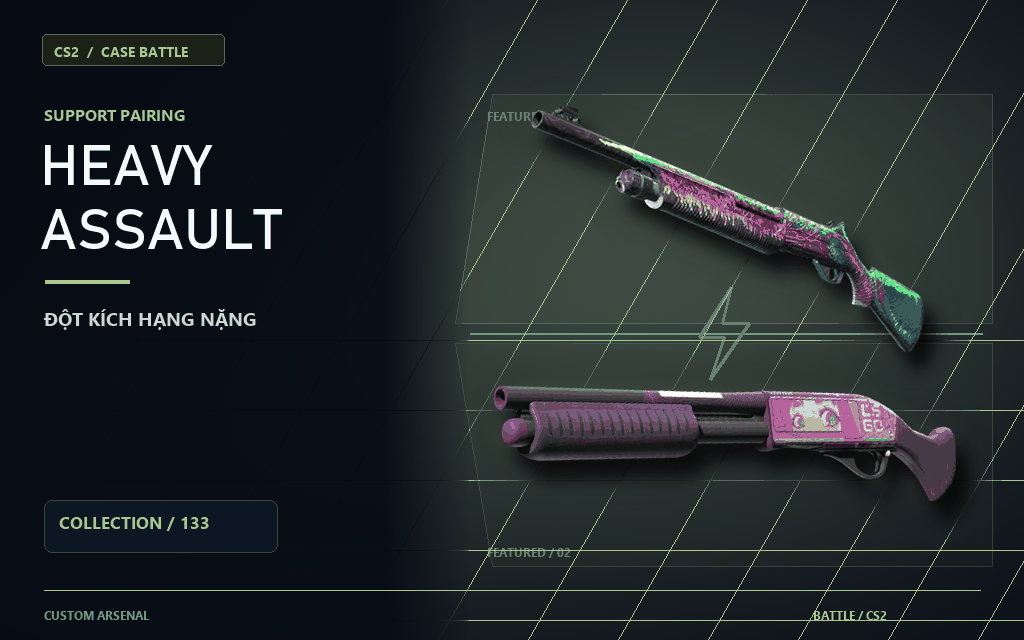 CS2 / CASE BATTLE
SUPPORT PAIRING
HEAVY
ASSAULT
ĐỘT KÍCH HẠNG NẶNG
COLLECTION / 133
FEATUR
FEATURED / 02
CUSTOM ARSENAL
BATTLE / CS2